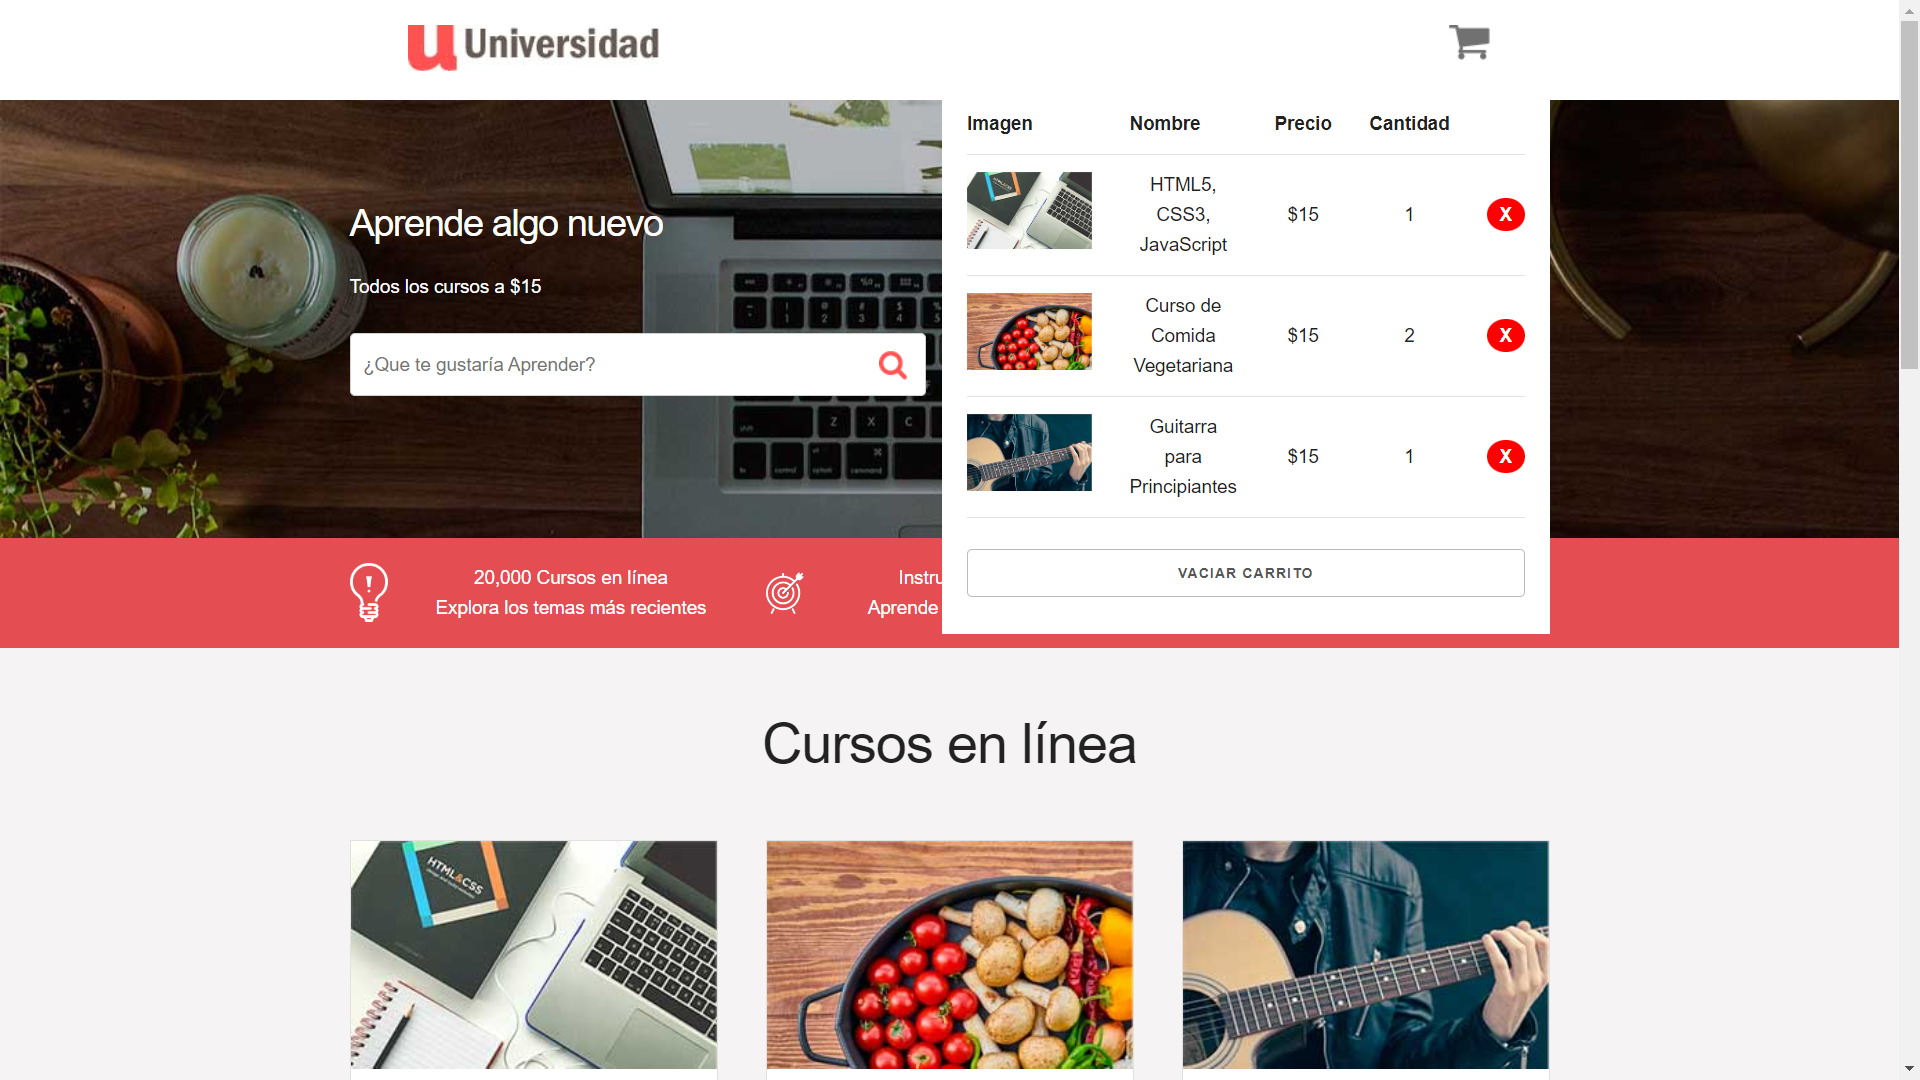 u Universidad
Imagen Nombre Precio Cantidad
HTML5,
CSS3,
JavaScript
$15 1 X
Curso de
Comida
Vegetariana
$15 2 X
Guitarra
para
Principiantes
$15 1 X
VACIAR CARRITO
Aprende algo nuevo
Todos los cursos a $15
¿Que te gustaría Aprender?
20,000 Cursos en línea
Explora los temas más recientes
Instru
Aprende
Cursos en línea
HTML&CSS